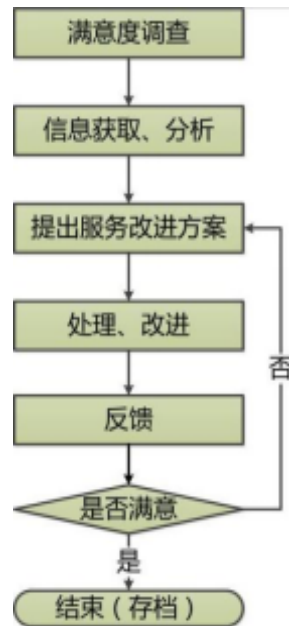 满意度调查
信息获取、分析
提出服务改进方案
处理、改进
否
反馈
是否满意
是
结束（存档）